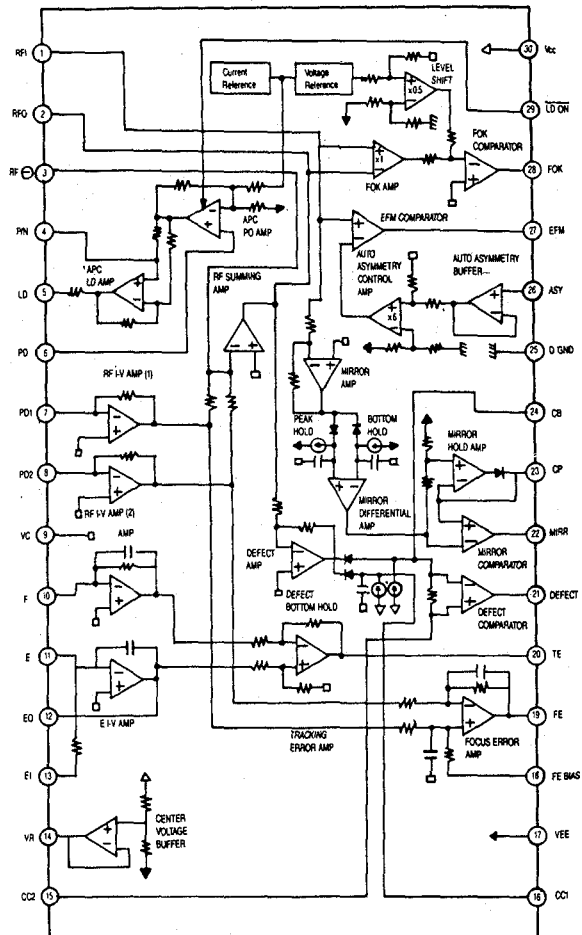 RFI
1
RFO
2
RF ⊖
3
P/N
4
LD
5
PD
6
PD1
7
PD2
8
VC
9
F
10
E
11
EO
12
EI
13
VR
14
CC2
15
30
Vcc
29
LD ON
28
FOK
27
EFM
26
ASY
25
D GND
24
CB
23
CP
22
MIRR
21
DEFECT
20
TE
19
FE
18
FE BIAS
17
VEE
16
CC1
Current
Reference
Voltage
Reference
LEVEL
SHIFT
x0.5
FOK
COMPARATOR
x1
FOK AMP
APC
PD AMP
APC
LD AMP
EFM COMPARATOR
AUTO
ASYMMETRY
CONTROL
AMP
x6
AUTO ASYMMETRY
BUFFER
RF SUMMING
AMP
MIRROR
AMP
RF I-V AMP (1)
RF I-V AMP (2)
PEAK
HOLD
BOTTOM
HOLD
MIRROR
HOLD AMP
MIRROR
DIFFERENTIAL
AMP
MIRROR
COMPARATOR
AMP
DEFECT
AMP
DEFECT
BOTTOM HOLD
DEFECT
COMPARATOR
E I-V AMP
TRACKING
ERROR AMP
FOCUS ERROR
AMP
CENTER
VOLTAGE
BUFFER